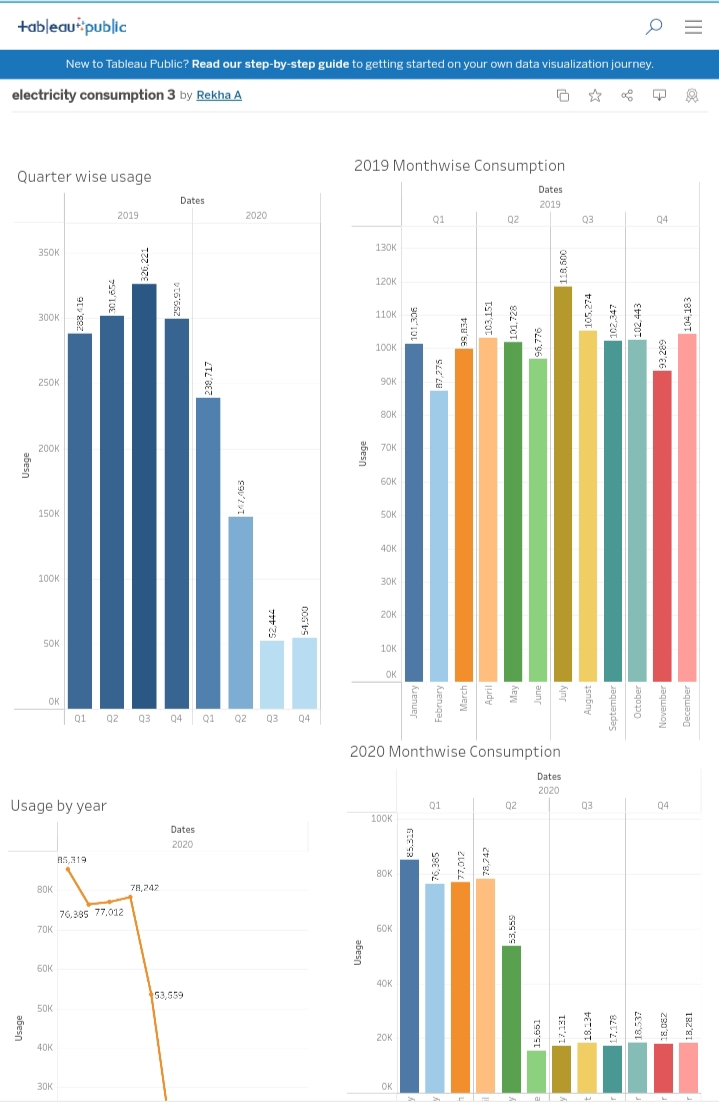 +ableau public
New to Tableau Public? Read our step-by-step guide to getting started on your own data visualization journey.
electricity consumption 3 by Rekha A
Quarter wise usage
Dates
2019 2020
350K
300K
250K
200K
150K
100K
50K
0K
Usage
288,416
301,654
326,221
299,914
238,717
147,463
52,444
54,900
Q1 Q2 Q3 Q4 Q1 Q2 Q3 Q4
2019 Monthwise Consumption
Dates
2019
Q1 Q2 Q3 Q4
130K
120K
110K
100K
90K
80K
70K
60K
50K
40K
30K
20K
10K
0K
Usage
101,306
87,276
99,834
103,151
101,728
96,776
118,600
105,274
102,347
102,443
93,289
104,183
January
February
March
April
May
June
July
August
September
October
November
December
Usage by year
Dates
2020
80K
70K
60K
50K
40K
30K
Usage
85,319
76,385
77,012
78,242
53,559
2020 Monthwise Consumption
Dates
2020
Q1 Q2 Q3 Q4
100K
80K
60K
40K
20K
0K
Usage
85,319
76,385
77,012
78,242
53,559
15,661
17,131
18,134
17,178
18,537
18,082
18,281